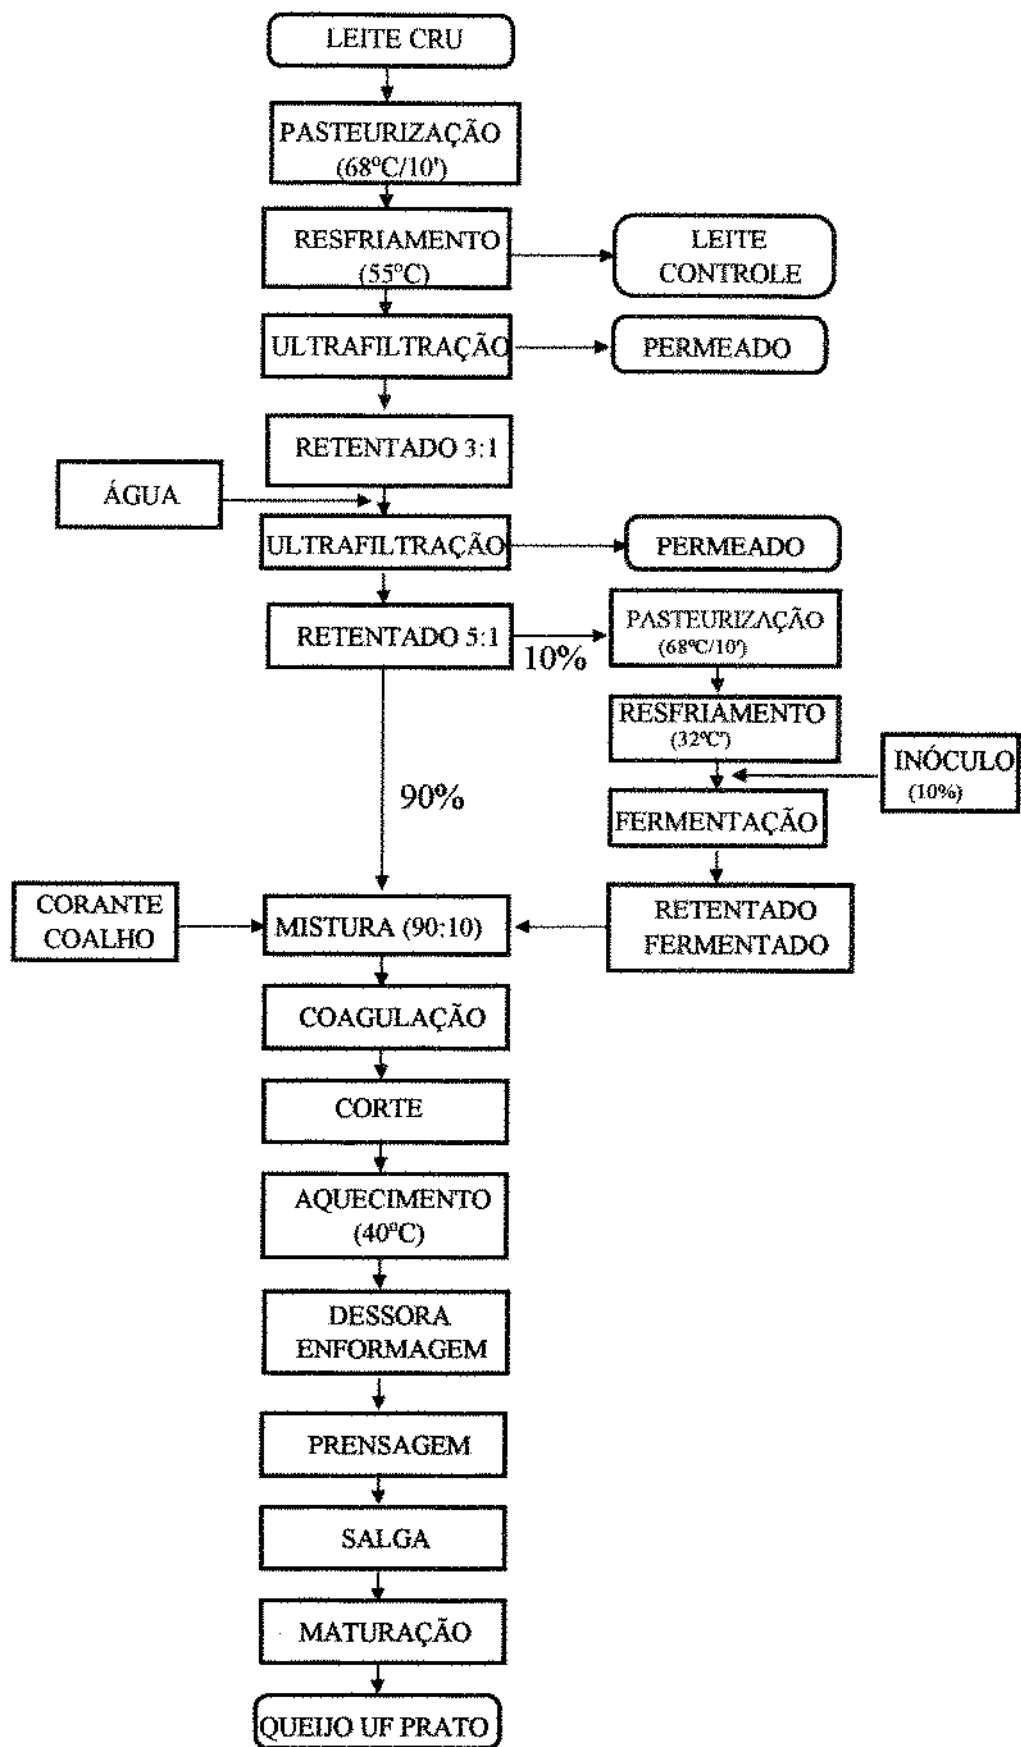 LEITE CRU
PASTEURIZAÇÃO
(68ºC/10')
RESFRIAMENTO
(55ºC)
LEITE
CONTROLE
ULTRAFILTRAÇÃO
PERMEADO
RETENTADO 3:1
ÁGUA
ULTRAFILTRAÇÃO
PERMEADO
RETENTADO 5:1
10%
PASTEURIZAÇÃO
(68ºC/10')
RESFRIAMENTO
(32ºC')
INÓCULO
(10%)
90%
FERMENTAÇÃO
CORANTE
COALHO
MISTURA (90:10)
RETENTADO
FERMENTADO
COAGULAÇÃO
CORTE
AQUECIMENTO
(40ºC)
DESSORA
ENFORMAGEM
PRENSAGEM
SALGA
MATURAÇÃO
QUEIJO UF PRATO